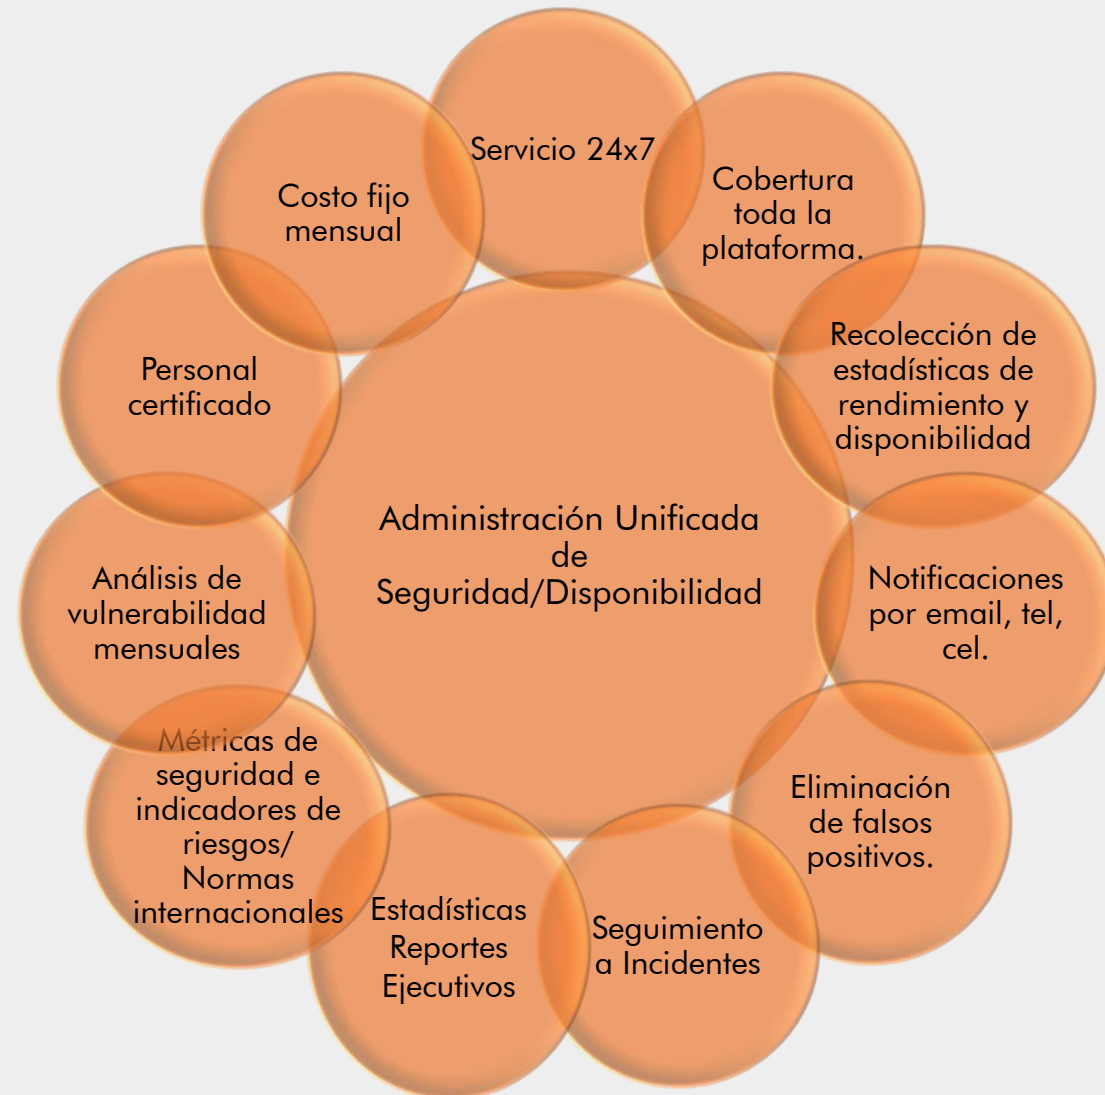 Servicio 24x7
Cobertura
toda la
plataforma.
Recolección de
estadísticas de
rendimiento y
disponibilidad
Notificaciones
por email, tel,
cel.
Eliminación
de falsos
positivos.
Seguimiento
a Incidentes
Estadísticas
Reportes
Ejecutivos
Métricas de
seguridad e
indicadores de
riesgos/
Normas
internacionales
Análisis de
vulnerabilidad
mensuales
Personal
certificado
Costo fijo
mensual
Administración Unificada
de
Seguridad/Disponibilidad